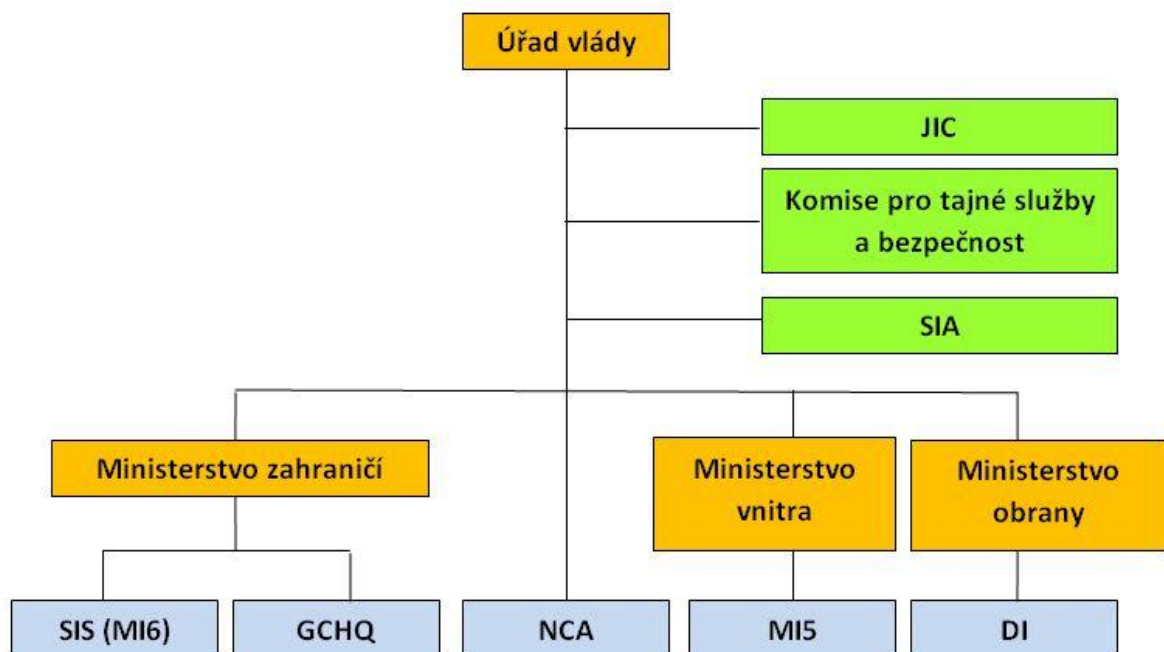 Úřad vlády
JIC
Komise pro tajné služby
a bezpečnost
SIA
Ministerstvo zahraničí
Ministerstvo
vnitra
Ministerstvo
obrany
SIS (MI6)
GCHQ
NCA
MI5
DI